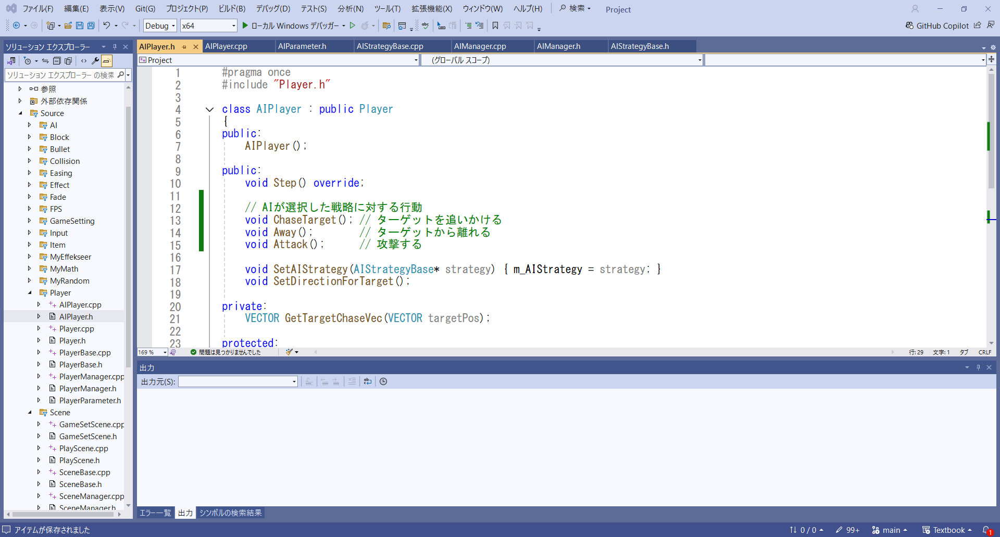 ファイル(F) 編集(E) 表示(V) Git(G) プロジェクト(P) ビルド(B) デバッグ(D) テスト(S) 分析(N) ツール(T) 拡張機能(X) ウィンドウ(W) ヘルプ(H) 検索 Project
Debug x64 ローカル Windows デバッガー GitHub Copilot
ソリューション エクスプローラー
ソリューション エクスプローラー の検索
参照
外部依存関係
Source
AI
Block
Bullet
Collision
Easing
Effect
Fade
FPS
GameSetting
Input
Item
MyEffekseer
MyMath
MyRandom
Player
AIPlayer.cpp
AIPlayer.h
Player.cpp
Player.h
PlayerBase.cpp
PlayerBase.h
PlayerManager.cpp
PlayerManager.h
PlayerParameter.h
Scene
GameSetScene.cpp
GameSetScene.h
PlayScene.cpp
PlayScene.h
SceneBase.cpp
SceneBase.h
SceneManager.cpp
SceneManager.h
AIPlayer.h AIPlayer.cpp AIParameter.h AIStrategyBase.cpp AIManager.cpp AIManager.h AIStrategyBase.h
Project (グローバル スコープ)
1 #pragma once
2 #include "Player.h"
3
4 class AIPlayer : public Player
5 {
6 public:
7 AIPlayer();
8
9 public:
10 void Step() override;
11
12 // AIが選択した戦略に対する行動
13 void ChaseTarget(); // ターゲットを追いかける
14 void Away(); // ターゲットから離れる
15 void Attack(); // 攻撃する
16
17 void SetAIStrategy(AIStrategyBase* strategy) { m_AIStrategy = strategy; }
18 void SetDirectionForTarget();
19
20 private:
21 VECTOR GetTargetChaseVec(VECTOR targetPos);
22
23 protected:
169 % 問題は見つかりませんでした 行: 29 文字: 1 タブ CRLF
出力
出力元(S):
エラー一覧 出力 シンボルの検索結果
アイテムが保存されました 0 / 0 99+ main Textbook 1